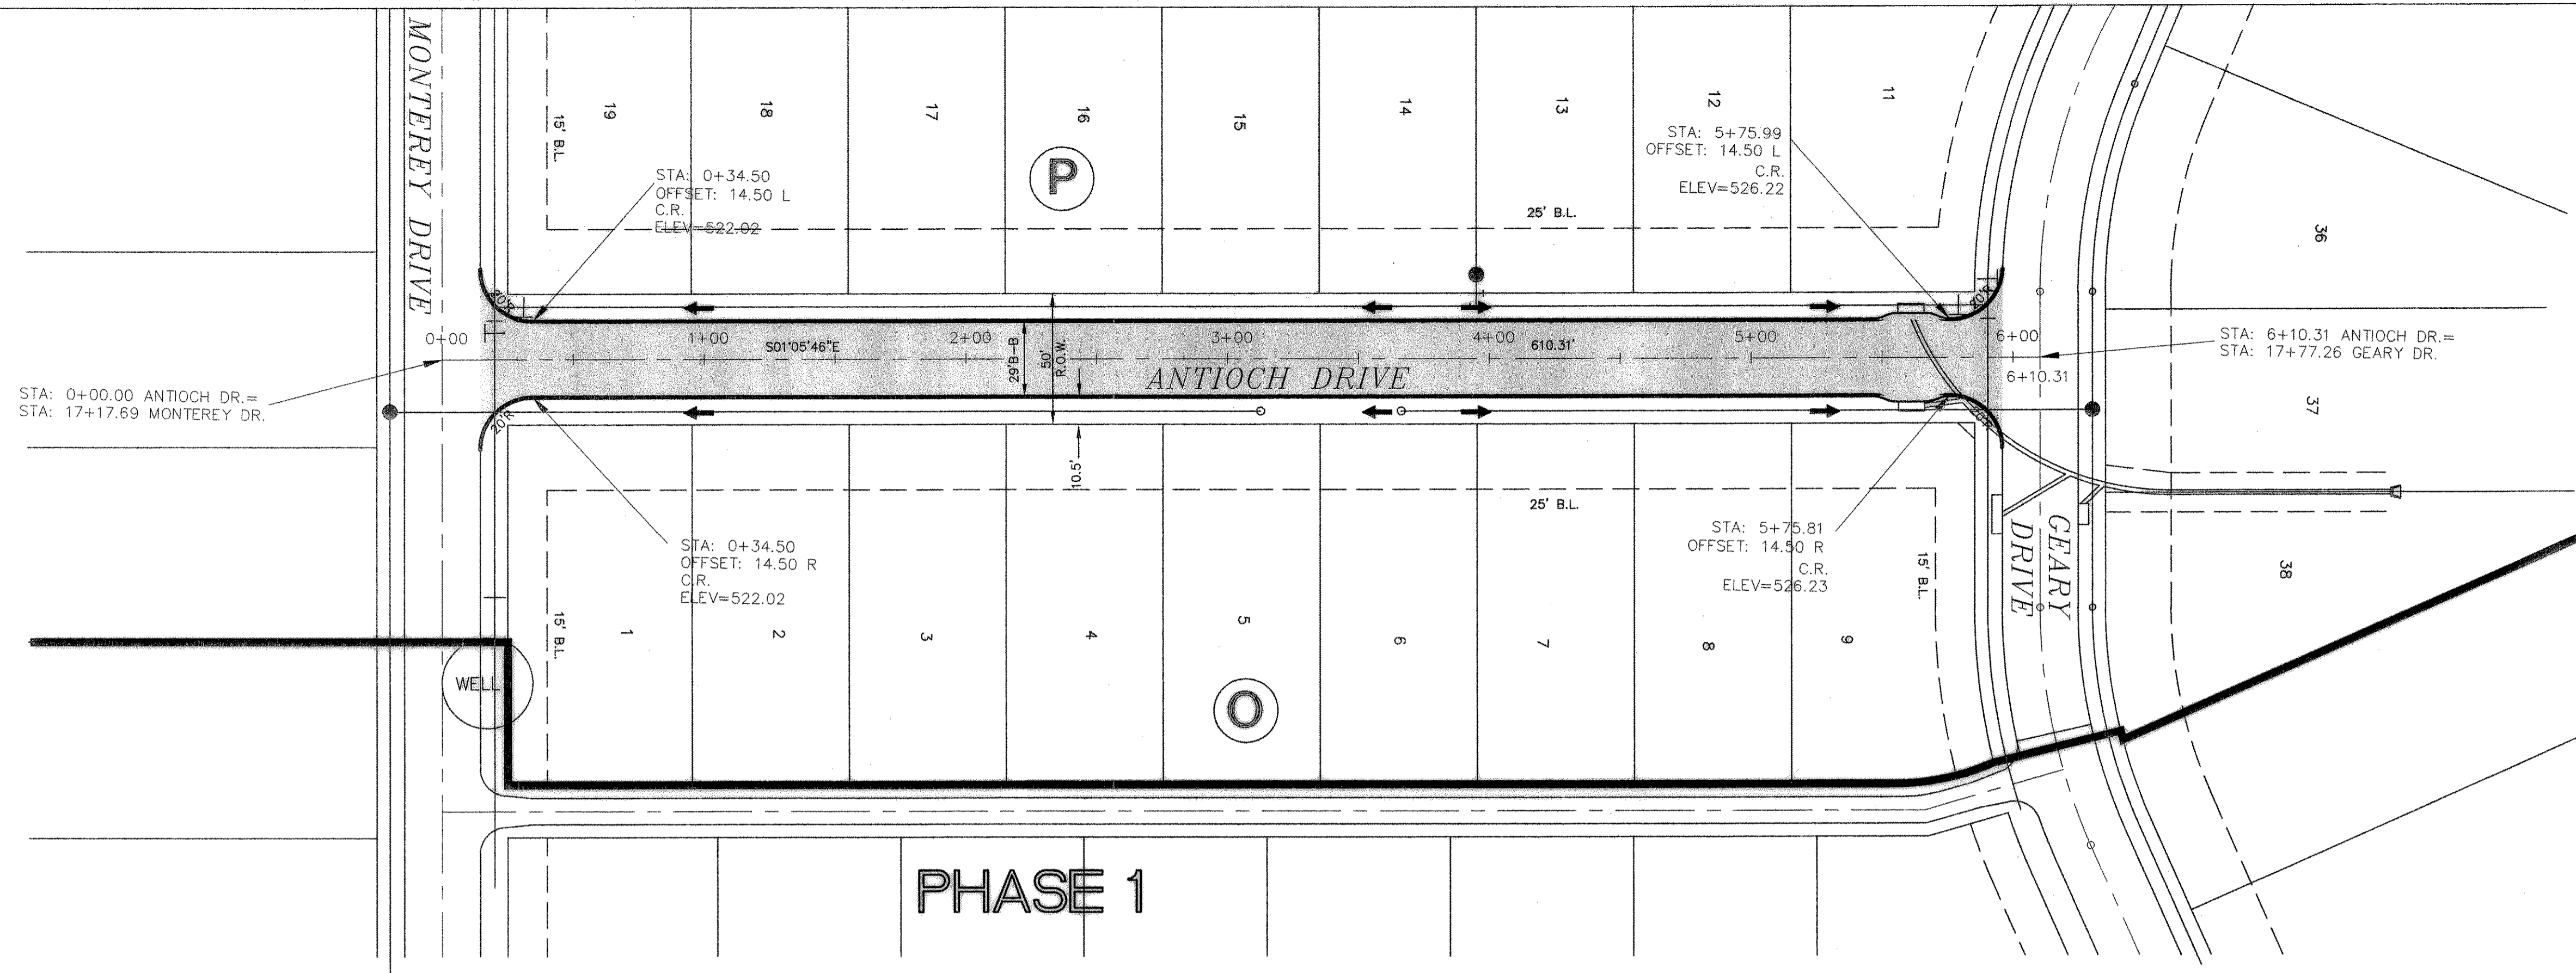 MONTEREY DRIVE
19
18
17
16
15
14
13
12
11
15' B.L.
P
STA: 0+34.50
OFFSET: 14.50 L
C.R.
ELEV=522.02
STA: 5+75.99
OFFSET: 14.50 L
C.R.
ELEV=526.22
25' B.L.
36
20'R
20'R
0+00
1+00
2+00
3+00
4+00
5+00
6+00
S01°05'46"E
29' B-B
50'
R.O.W.
610.31'
ANTIOCH DRIVE
6+10.31
STA: 6+10.31 ANTIOCH DR.=
STA: 17+77.26 GEARY DR.
STA: 0+00.00 ANTIOCH DR.=
STA: 17+17.69 MONTEREY DR.
20'R
20'R
37
10.5'
25' B.L.
STA: 0+34.50
OFFSET: 14.50 R
C.R.
ELEV=522.02
STA: 5+75.81
OFFSET: 14.50 R
C.R.
ELEV=526.23
15' B.L.
GEARY
DRIVE
38
15' B.L.
1
2
3
4
5
6
7
8
9
WELL
O
PHASE 1